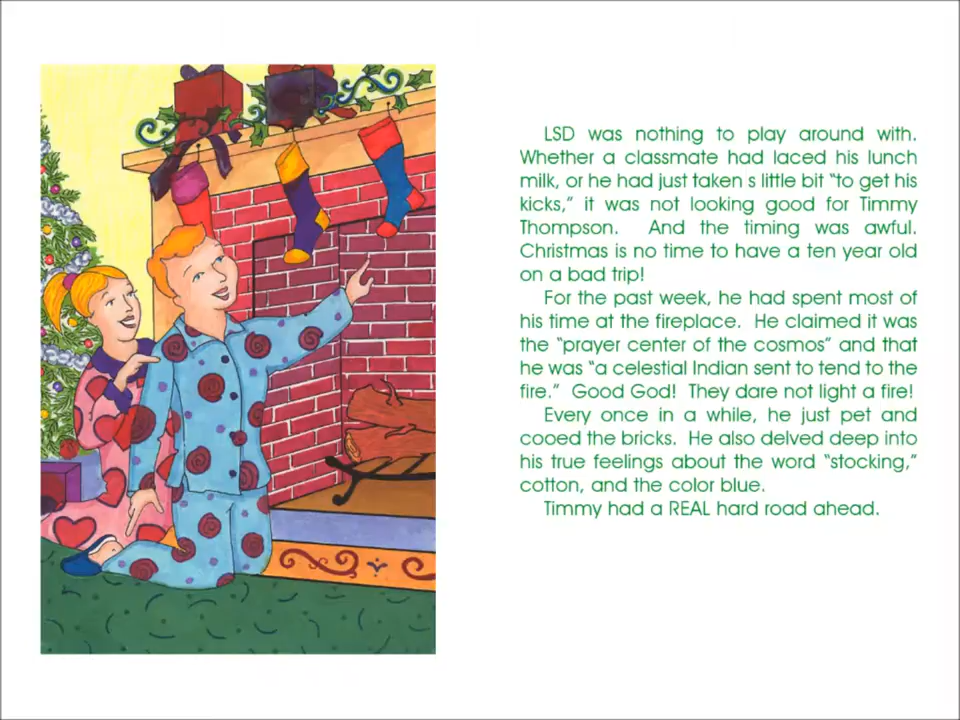 LSD was nothing to play around with.
Whether a classmate had laced his lunch
milk, or he had just taken s little bit “to get his
kicks,” it was not looking good for Timmy
Thompson. And the timing was awful.
Christmas is no time to have a ten year old
on a bad trip!
For the past week, he had spent most of
his time at the fireplace. He claimed it was
the “prayer center of the cosmos” and that
he was “a celestial Indian sent to tend to the
fire.” Good God! They dare not light a fire!
Every once in a while, he just pet and
cooed the bricks. He also delved deep into
his true feelings about the word “stocking,”
cotton, and the color blue.
Timmy had a REAL hard road ahead.